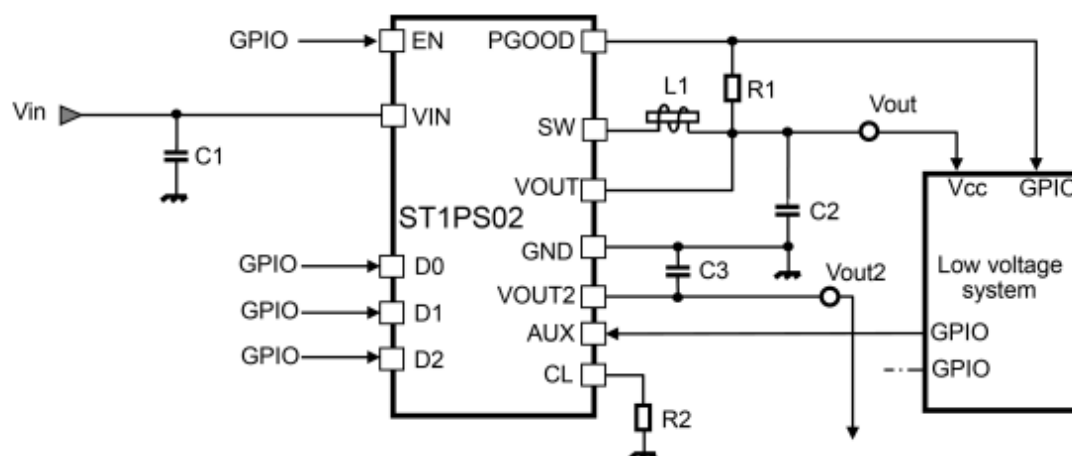 GPIO
EN
PGOOD
L1
R1
Vout
Vin
VIN
SW
C1
VOUT
Vcc GPIO
ST1PS02
C2
GND
GPIO
D0
C3
Vout2
Low voltage
system
VOUT2
GPIO
D1
AUX
GPIO
GPIO
D2
CL
GPIO
R2